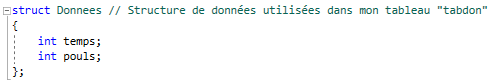 struct Donnees // Structure de données utilisées dans mon tableau "tabdon"
{
int temps;
int pouls;
};